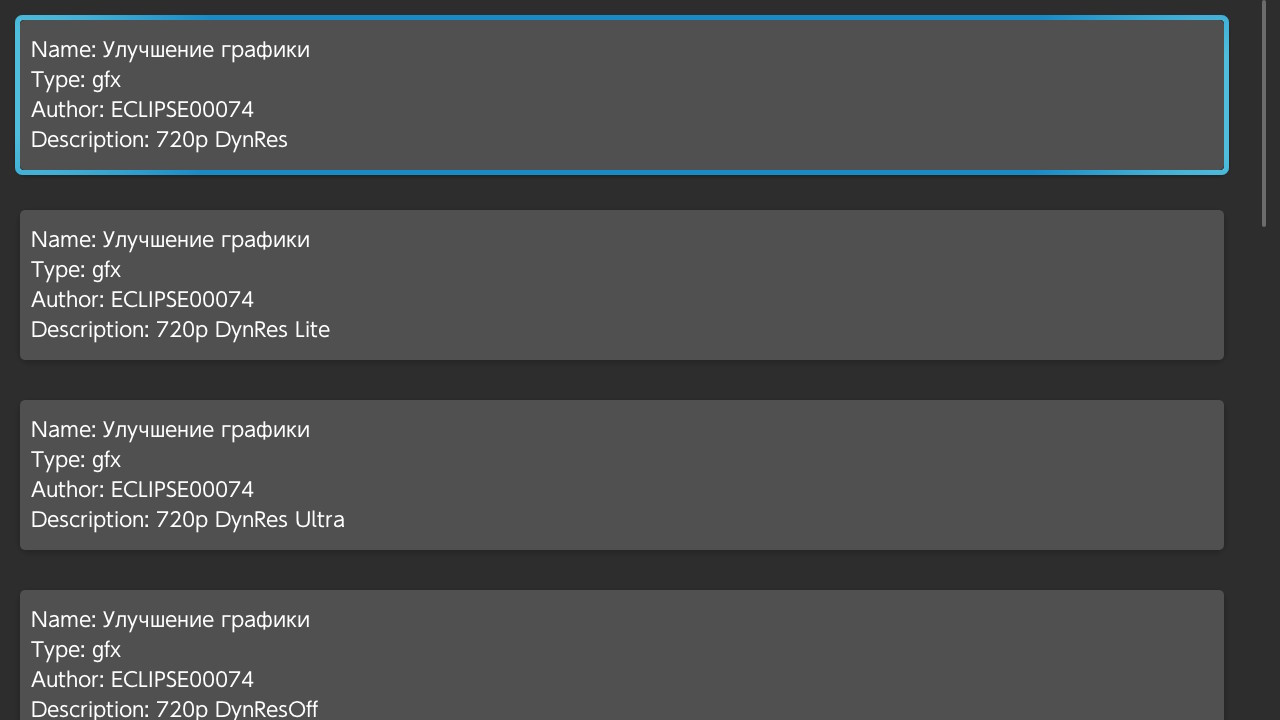 Name: Улучшение графики
Type: gfx
Author: ECLIPSE00074
Description: 720p DynRes
Name: Улучшение графики
Type: gfx
Author: ECLIPSE00074
Description: 720p DynRes Lite
Name: Улучшение графики
Type: gfx
Author: ECLIPSE00074
Description: 720p DynRes Ultra
Name: Улучшение графики
Type: gfx
Author: ECLIPSE00074
Description: 720p DynResOff